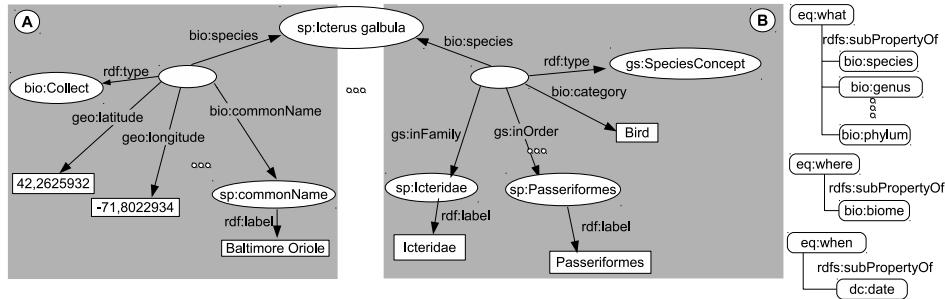 A
sp:Icterus galbula
B
bio:species
bio:species
rdf:type
rdf:type
bio:Collect
gs:SpeciesConcept
geo:latitude
bio:commonName
bio:category
geo:longitude
gs:inFamily
gs:inOrder
Bird
42,2625932
-71,8022934
sp:commonName
sp:Icteridae
sp:Passeriformes
rdf:label
rdf:label
rdf:label
Baltimore Oriole
Icteridae
Passeriformes
eq:what
rdfs:subPropertyOf
bio:species
bio:genus
bio:phylum
eq:where
rdfs:subPropertyOf
bio:biome
eq:when
rdfs:subPropertyOf
dc:date